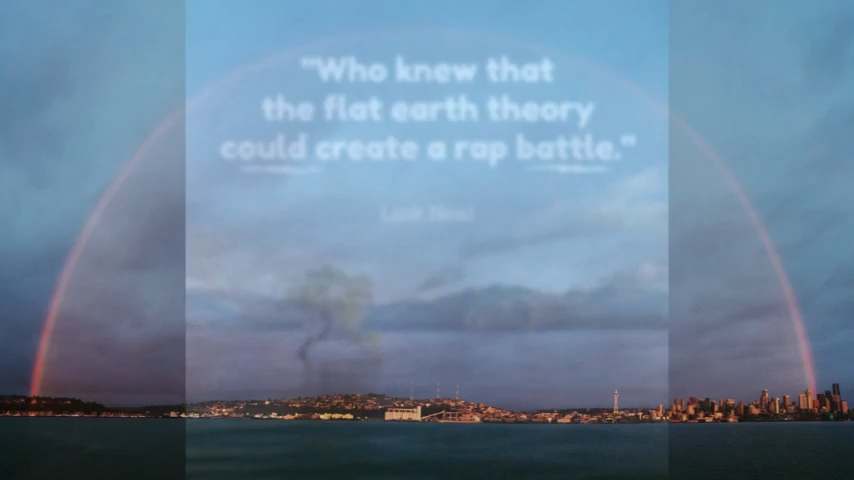 "Who knew that
the flat earth theory
could create a rap battle."